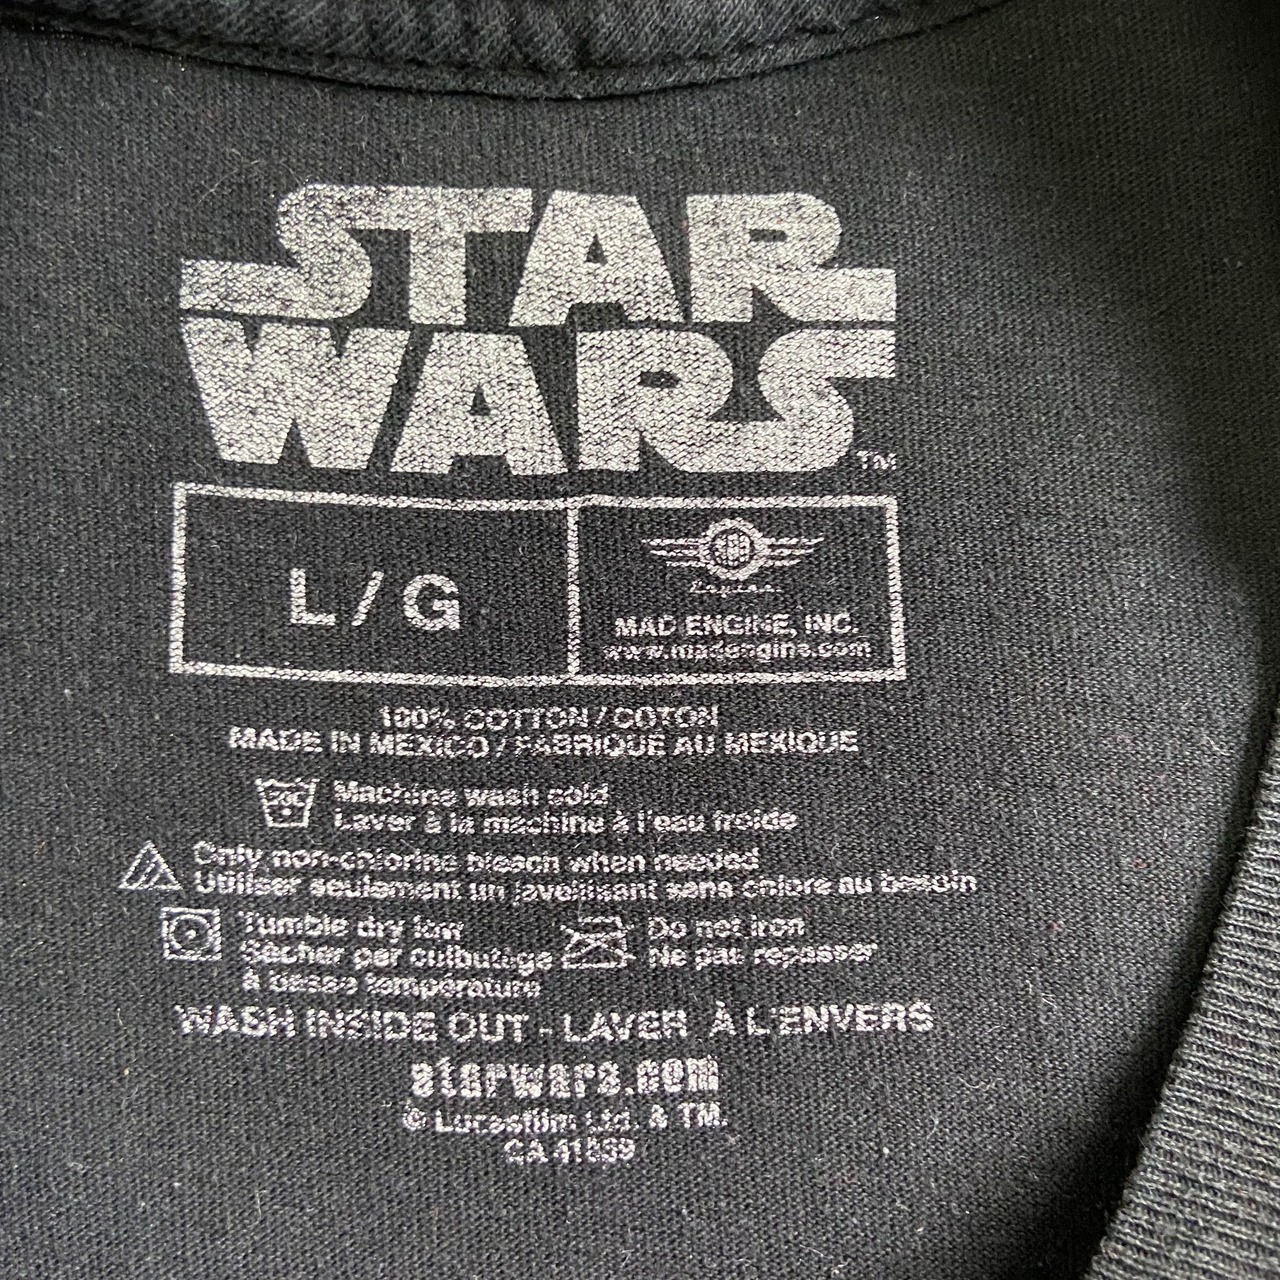 STAR
WARS
TM
L / G
Engine
MAD ENGINE, INC.
www.madengine.com
100% COTTON / COTON
MADE IN MEXICO / FABRIQUE AU MEXIQUE
30C
Machine wash cold
Laver à la machine à l'eau froide
Only non-chlorine bleach when needed
Utiliser seulement un javellisant sans chlore au besoin
Tumble dry low
Sècher par culbutage
à basse température
Do not iron
Ne pas repasser
WASH INSIDE OUT - LAVER À L'ENVERS
starwars.com
© Lucasfilm Ltd. & TM.